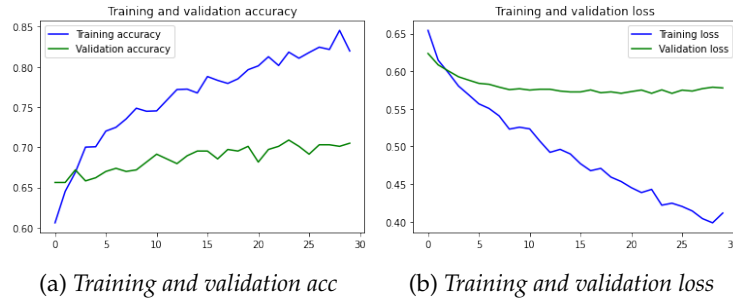 Training and validation accuracy
Training accuracy
Validation accuracy
0.85
0.80
0.75
0.70
0.65
0.60
0 5 10 15 20 25 30
(a) Training and validation acc
Training and validation loss
Training loss
Validation loss
0.65
0.60
0.55
0.50
0.45
0.40
0 5 10 15 20 25 30
(b) Training and validation loss